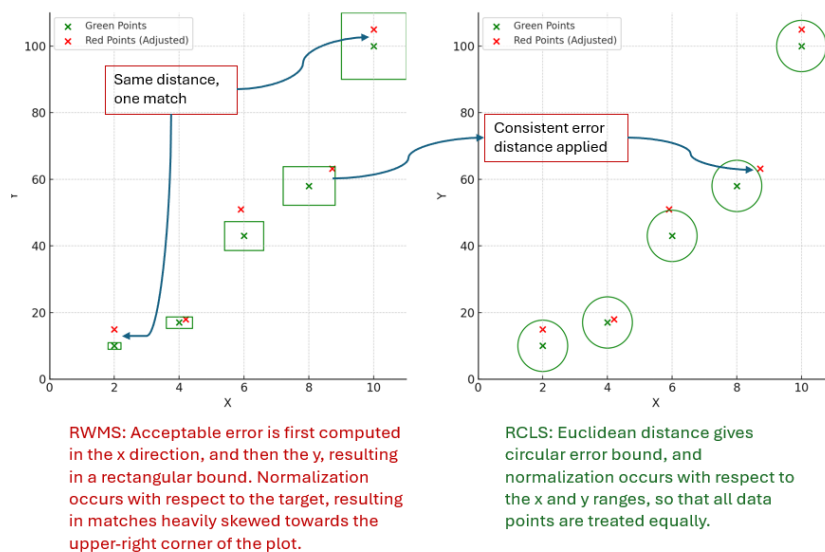 Green Points
Red Points (Adjusted)
Same distance,
one match
100
80
60
40
20
0
0
2
4
6
8
10
X
Green Points
Red Points (Adjusted)
Consistent error
distance applied
Y
100
80
60
40
20
0
0
2
4
6
8
10
X
RWMS: Acceptable error is first computed
in the x direction, and then the y, resulting
in a rectangular bound. Normalization
occurs with respect to the target, resulting
in matches heavily skewed towards the
upper-right corner of the plot.
RCLS: Euclidean distance gives
circular error bound, and
normalization occurs with respect to
the x and y ranges, so that all data
points are treated equally.